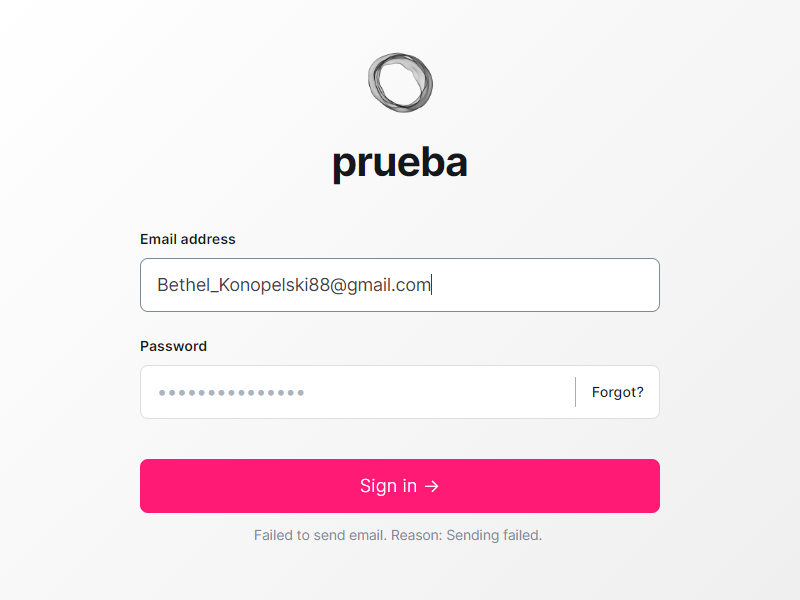 prueba
Email address
Bethel_Konopelski88@gmail.com
Password
•••••••••••••••
Forgot?
Sign in →
Failed to send email. Reason: Sending failed.